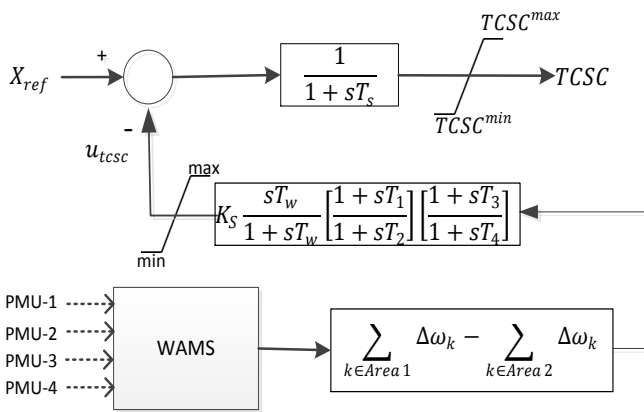 TCSC^max
+
X_ref
1
1 + sT_s
TCSC
TCSC^min
-
u_tcsc
max
min
K_S sT_w / 1 + sT_w [1 + sT_1 / 1 + sT_2] [1 + sT_3 / 1 + sT_4]
PMU-1
PMU-2
PMU-3
PMU-4
WAMS
∑ k∈Area 1 Δω_k − ∑ k∈Area 2 Δω_k